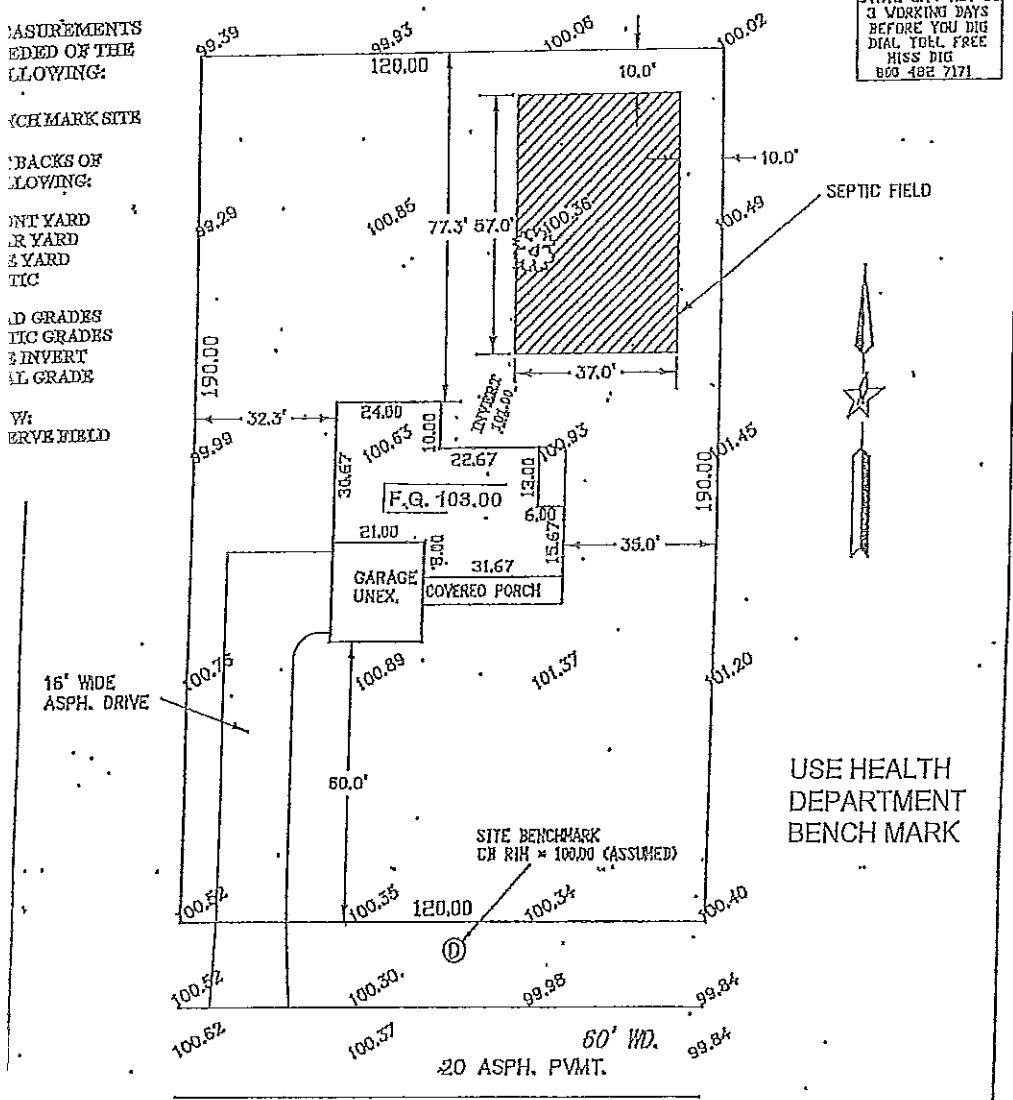 ASUREMENTS
EDED OF THE
LLOWING:
3 WORKING DAYS
BEFORE YOU DIG
DIAL TOLL FREE
MISS DIG
800 482 7171
99.39
99.93
100.06
100.02
120.00
10.0'
CH MARK SITE
BACKS OF
LLOWING:
10.0'
SEPTIC FIELD
ONT YARD
R YARD
E YARD
TIC
99.29
100.85
77.3'
57.0'
100.36
100.49
D GRADES
TIC GRADES
E INVERT
AL GRADE
190.00
37.0'
INVERT
101.00
W:
ERVE FIELD
32.3'
24.00
10.00
99.99
100.63
22.67
100.93
101.45
30.67
F.G. 103.00
13.00
6.00
190.00
21.00
8.00
31.67
15.67
35.0'
GARAGE
UNEX.
COVERED PORCH
100.75
100.89
101.37
101.20
16' WIDE
ASPH. DRIVE
60.0'
USE HEALTH
DEPARTMENT
BENCH MARK
SITE BENCHMARK
CB RIM = 100.00 (ASSUMED)
100.52
100.35
120.00
100.34
100.40
D
100.52
100.30
99.98
99.84
100.62
100.37
60' WD.
99.84
20 ASPH. PVMT.